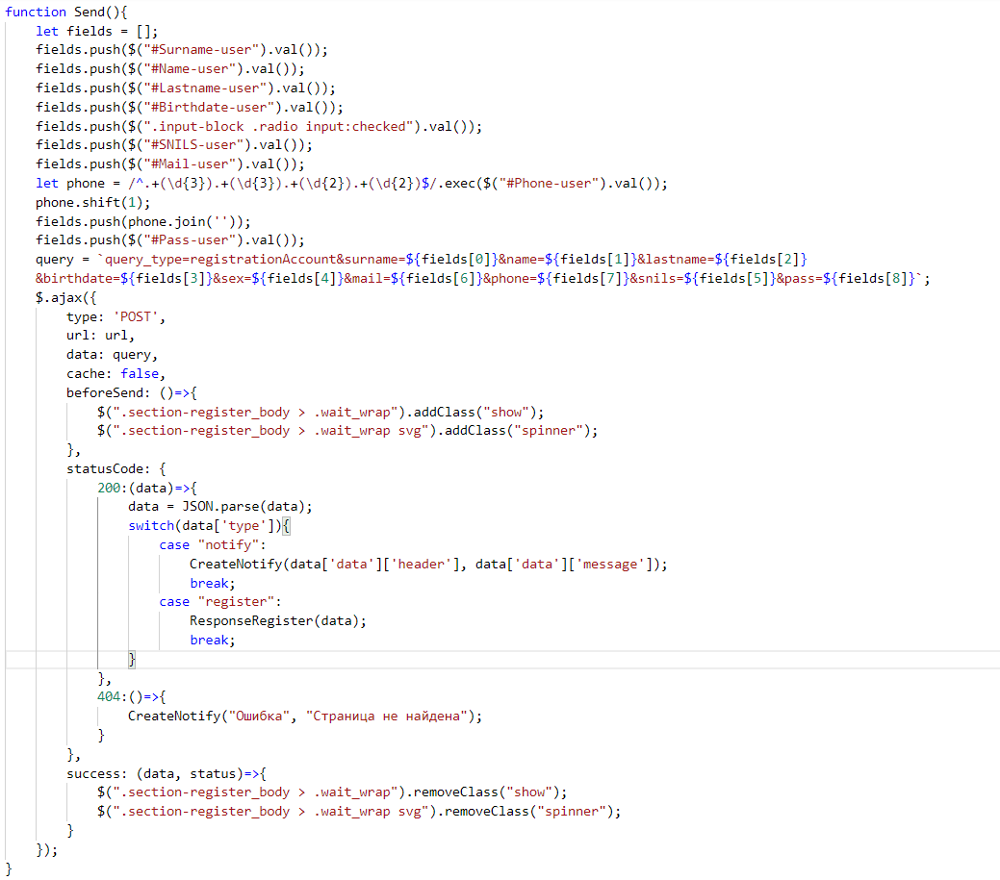 function Send(){
    let fields = [];
    fields.push($("#Surname-user").val());
    fields.push($("#Name-user").val());
    fields.push($("#Lastname-user").val());
    fields.push($("#Birthdate-user").val());
    fields.push($(".input-block .radio input:checked").val());
    fields.push($("#SNILS-user").val());
    fields.push($("#Mail-user").val());
    let phone = /^.+(\d{3}).+(\d{3}).+(\d{2}).+(\d{2})$/.exec($("#Phone-user").val());
    phone.shift(1);
    fields.push(phone.join(''));
    fields.push($("#Pass-user").val());
    query = `query_type=registrationAccount&surname=${fields[0]}&name=${fields[1]}&lastname=${fields[2]}
    &birthdate=${fields[3]}&sex=${fields[4]}&mail=${fields[6]}&phone=${fields[7]}&snils=${fields[5]}&pass=${fields[8]}`;
    $.ajax({
        type: 'POST',
        url: url,
        data: query,
        cache: false,
        beforeSend: ()=>{
            $(".section-register_body > .wait_wrap").addClass("show");
            $(".section-register_body > .wait_wrap svg").addClass("spinner");
        },
        statusCode: {
            200:(data)=>{
                data = JSON.parse(data);
                switch(data['type']){
                    case "notify":
                        CreateNotify(data['data']['header'], data['data']['message']);
                        break;
                    case "register":
                        ResponseRegister(data);
                        break;
                }
            },
            404:()=>{
                CreateNotify("Ошибка", "Страница не найдена");
            }
        },
        success: (data, status)=>{
            $(".section-register_body > .wait_wrap").removeClass("show");
            $(".section-register_body > .wait_wrap svg").removeClass("spinner");
        }
    });
}